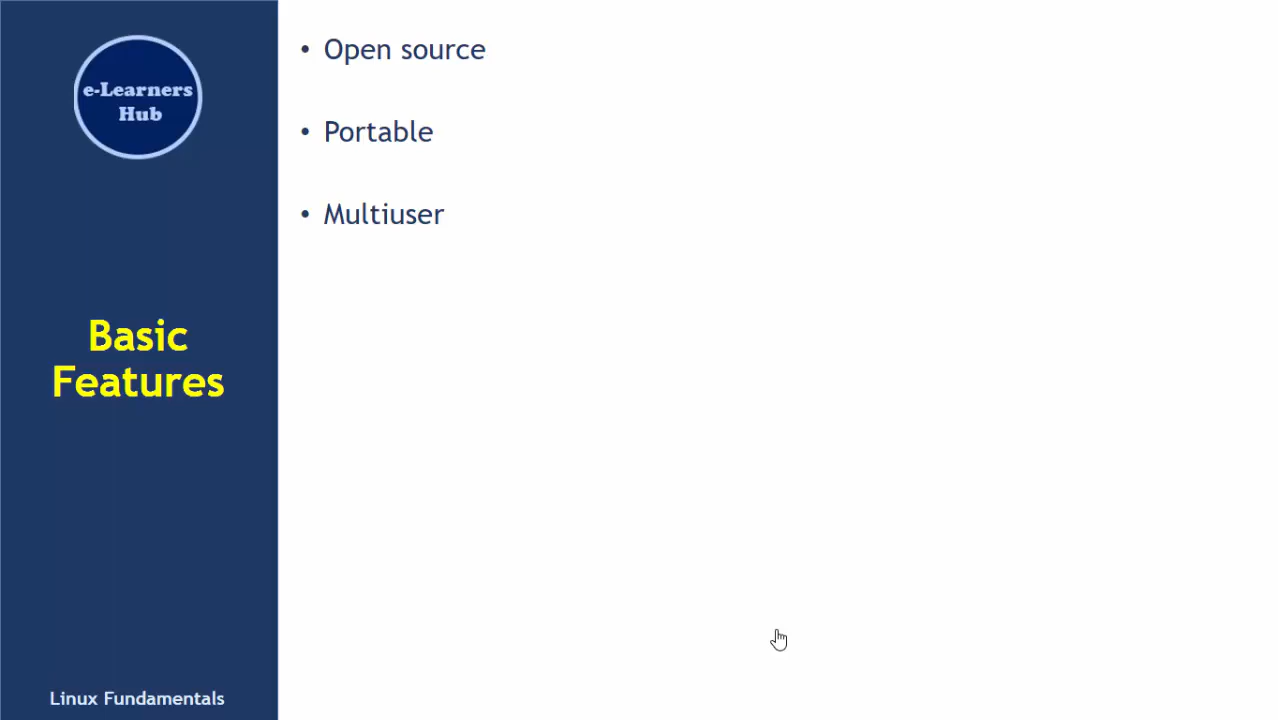 e-Learners
Hub
Basic
Features
Linux Fundamentals
• Open source
• Portable
• Multiuser